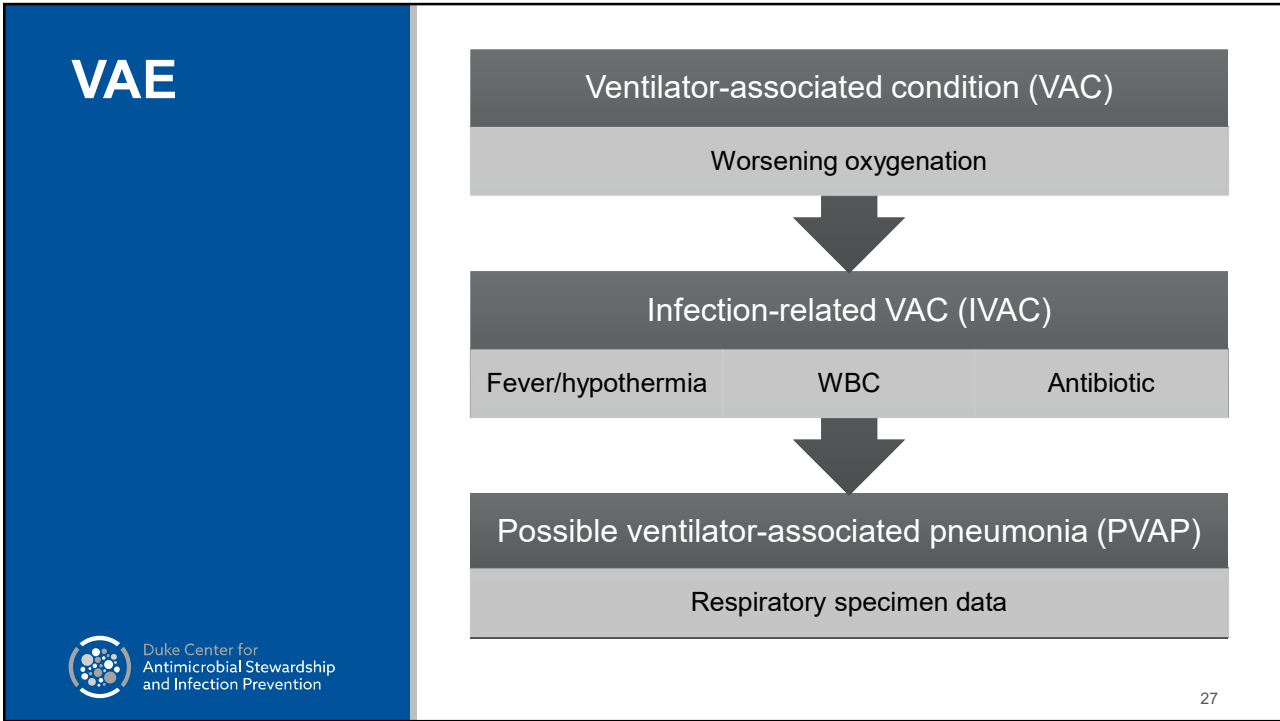 VAE
Ventilator-associated condition (VAC)
Worsening oxygenation
Infection-related VAC (IVAC)
Fever/hypothermia
WBC
Antibiotic
Possible ventilator-associated pneumonia (PVAP)
Respiratory specimen data
Duke Center for
Antimicrobial Stewardship
and Infection Prevention
27